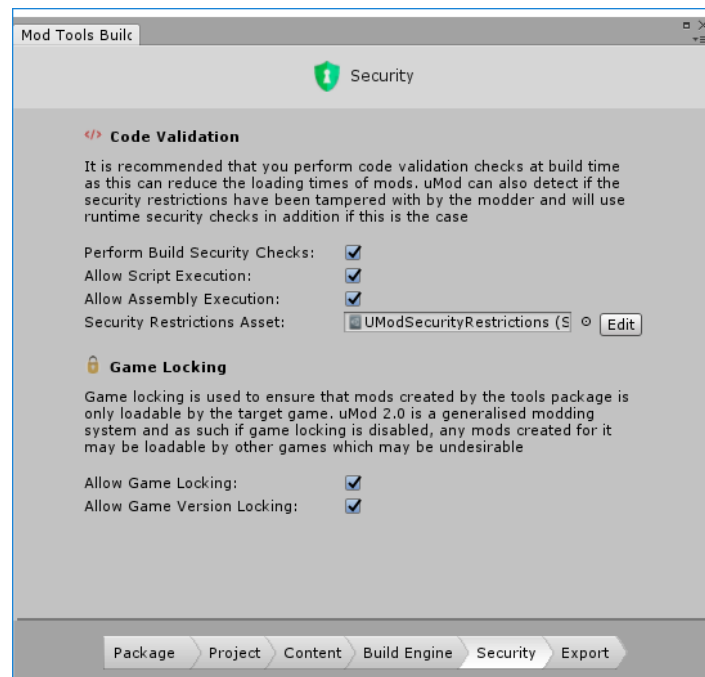 Mod Tools Builc
Security
</> Code Validation
It is recommended that you perform code validation checks at build time
as this can reduce the loading times of mods. uMod can also detect if the
security restrictions have been tampered with by the modder and will use
runtime security checks in addition if this is the case
Perform Build Security Checks:
Allow Script Execution:
Allow Assembly Execution:
Security Restrictions Asset: UModSecurityRestrictions (S Edit
Game Locking
Game locking is used to ensure that mods created by the tools package is
only loadable by the target game. uMod 2.0 is a generalised modding
system and as such if game locking is disabled, any mods created for it
may be loadable by other games which may be undesirable
Allow Game Locking:
Allow Game Version Locking:
Package Project Content Build Engine Security Export